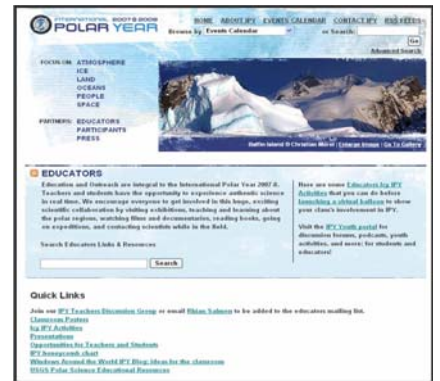 INTERNATIONAL 2007 & 2008
POLAR YEAR
HOME ABOUT IPY EVENTS CALENDAR CONTACT IPY RSS FEEDS
Browse by Events Calendar or Search: Go
Advanced Search
FOCUS ON: ATMOSPHERE
ICE
LAND
OCEANS
PEOPLE
SPACE
PARTNERS: EDUCATORS
PARTICIPANTS
PRESS
Baffin Island © Christian Morel | Enlarge Image | Go To Gallery
EDUCATORS
Education and Outreach are integral to the International Polar Year 2007-8.
Teachers and students have the opportunity to experience authentic science
in real time. We encourage everyone to get involved in this huge, exciting
scientific collaboration by visiting exhibitions, teaching and learning about
the polar regions, watching films and documentaries, reading books, going
on expeditions, and contacting scientists while in the field.
Search Educators Links & Resources
Search
Here are some Educators Icy IPY
Activities that you can do before
launching a virtual balloon to show
your class's involvement in IPY.
Visit the IPY Youth portal for
discussion forums, podcasts, youth
activities, and more: for students and
educators!
Quick Links
Join our IPY Teachers Discussion Group or email Rhian Salmon to be added to the educators mailing list.
Classroom Posters
Icy IPY Activities
Presentations
Opportunities for Teachers and Students
IPY honeycomb chart
Windows Around the World IPY Blog: Ideas for the classroom
USGS Polar Science Educational Resources